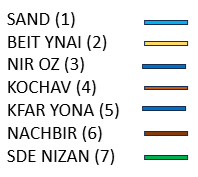 SAND (1)
BEIT YNAI (2)
NIR OZ (3)
KOCHAV (4)
KFAR YONA (5)
NACHBIR (6)
SDE NIZAN (7)